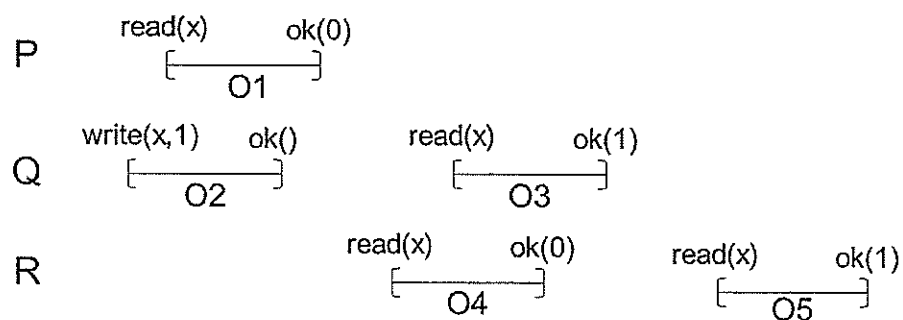 P read(x) ok(0)
O1
Q write(x,1) ok() read(x) ok(1)
O2 O3
R read(x) ok(0) read(x) ok(1)
O4 O5